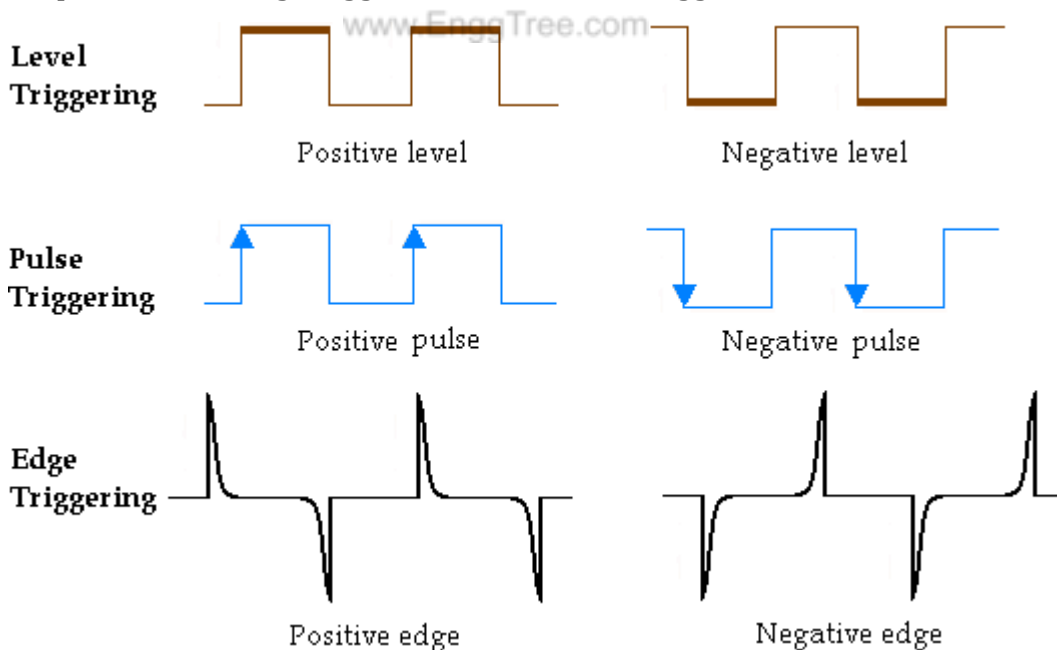 www.EnggTree.com
Level
Triggering
Positive level
Negative level
Pulse
Triggering
Positive pulse
Negative pulse
Edge
Triggering
Positive edge
Negative edge